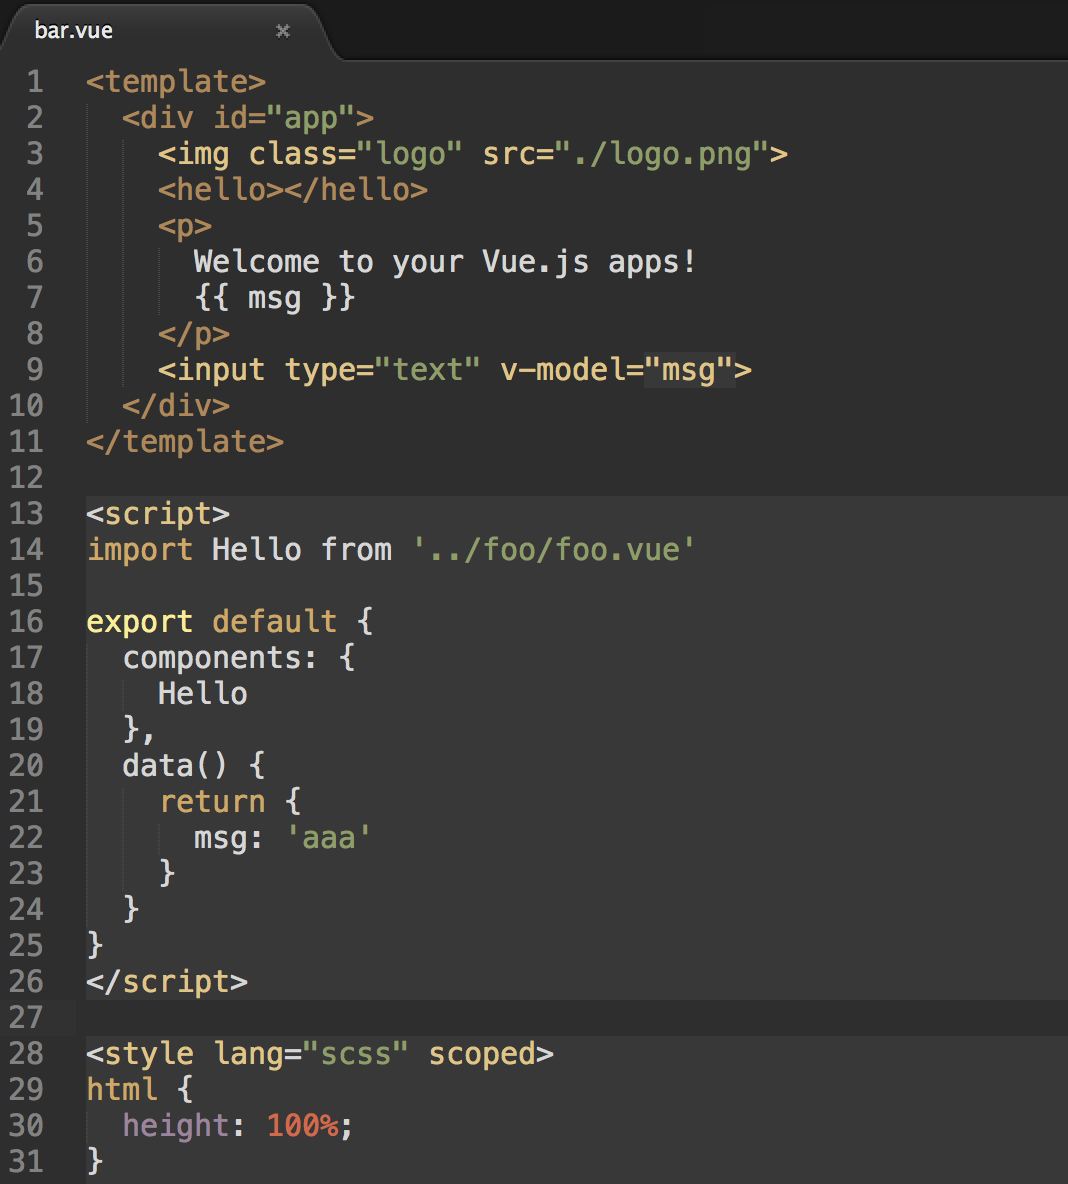 bar.vue ×
1 <template>
2   <div id="app">
3     <img class="logo" src="./logo.png">
4     <hello></hello>
5     <p>
6       Welcome to your Vue.js apps!
7       {{ msg }}
8     </p>
9     <input type="text" v-model="msg">
10   </div>
11 </template>
12
13 <script>
14 import Hello from '../foo/foo.vue'
15
16 export default {
17   components: {
18     Hello
19   },
20   data() {
21     return {
22       msg: 'aaa'
23     }
24   }
25 }
26 </script>
27
28 <style lang="scss" scoped>
29 html {
30   height: 100%;
31 }